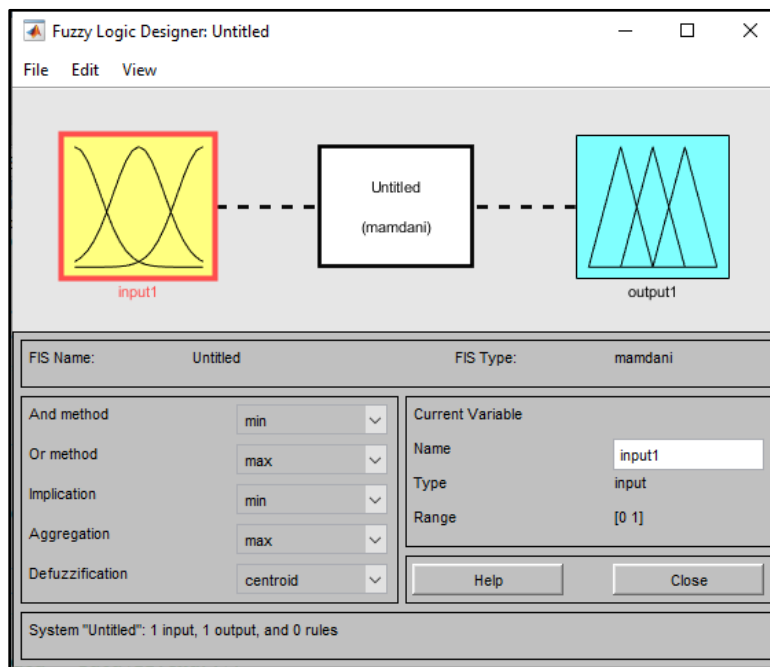 Fuzzy Logic Designer: Untitled
File Edit View
Untitled
(mamdani)
input1
output1
FIS Name: Untitled FIS Type: mamdani
And method min
Or method max
Implication min
Aggregation max
Defuzzification centroid
Current Variable
Name input1
Type input
Range [0 1]
Help Close
System "Untitled": 1 input, 1 output, and 0 rules